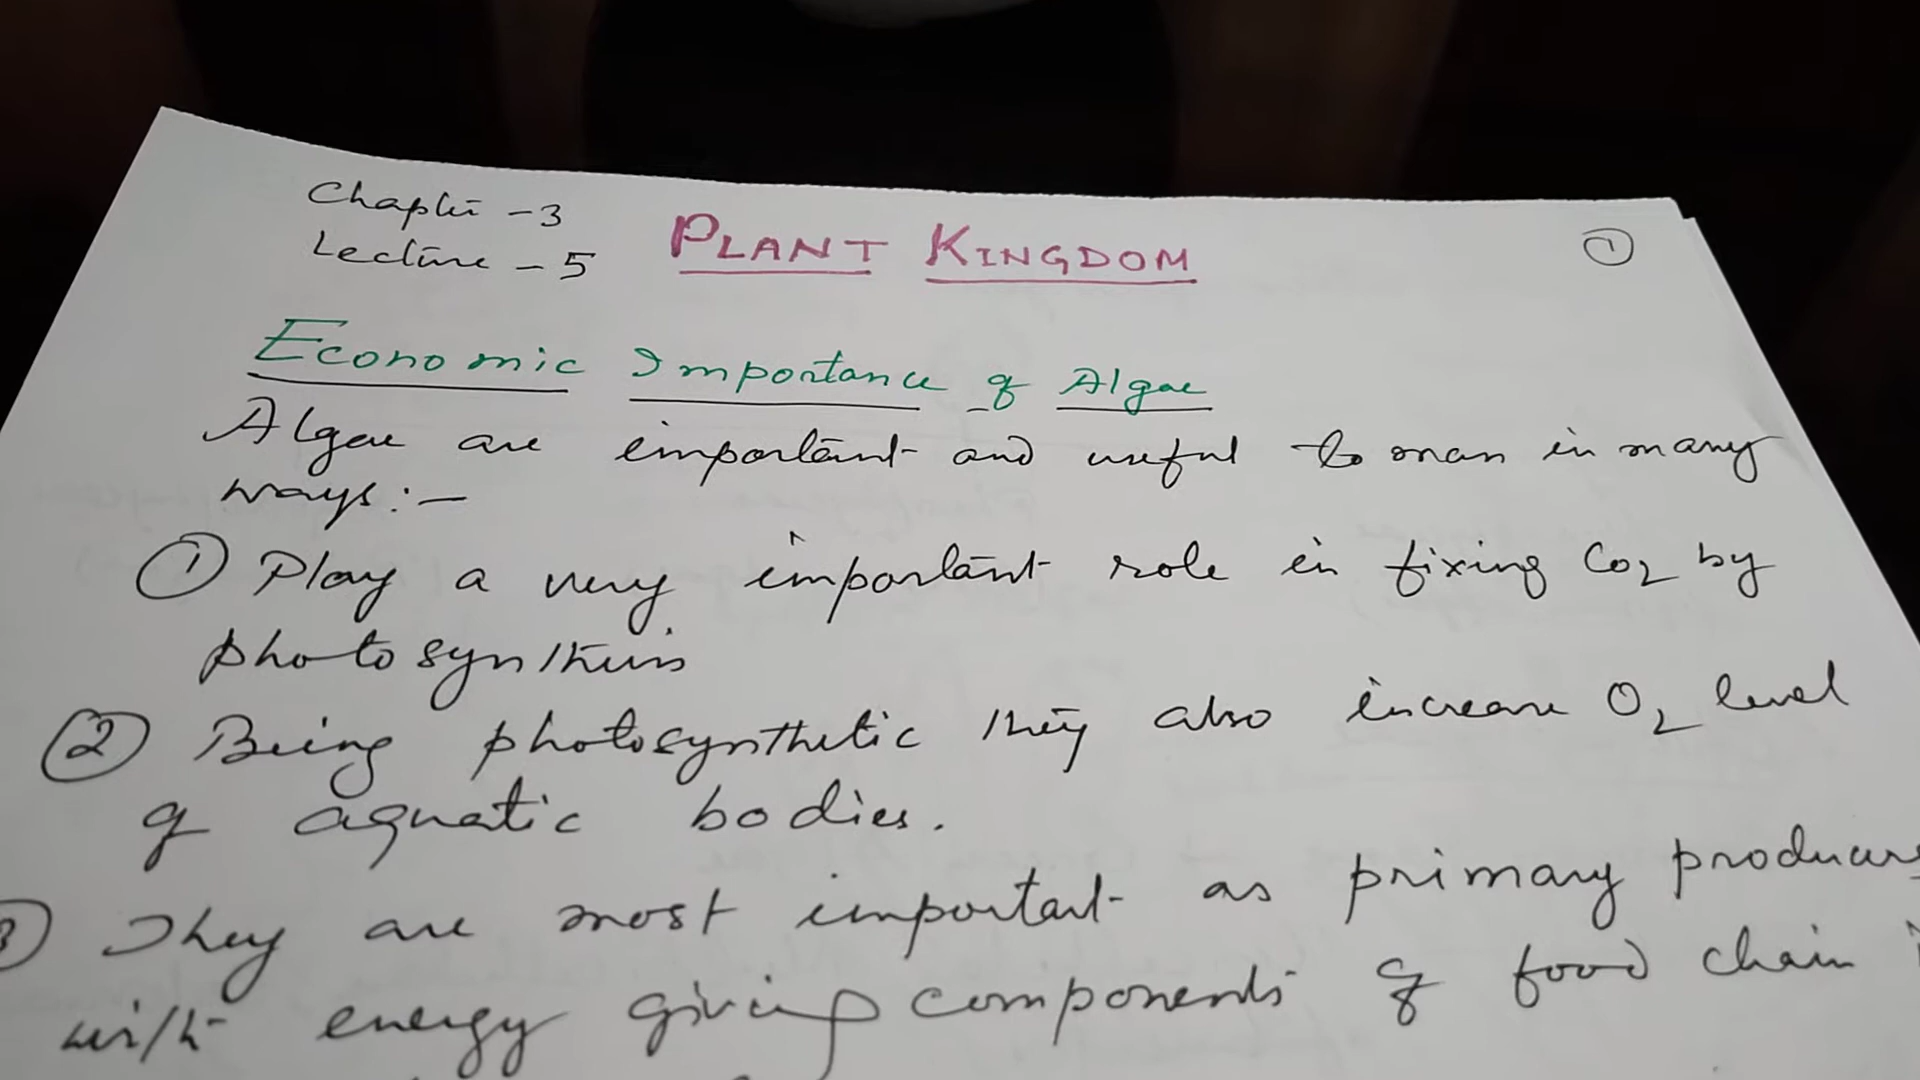 Chapter - 3
Lecture - 5
PLANT KINGDOM
1
Economic Importance of Algae
Algae are important and useful to man in many
ways:-
1 Play a very important role in fixing CO2 by
photosynthesis
2 Being photosynthetic they also increase O2 level
of aquatic bodies.
3 They are most important as primary producers
with energy giving components of food chain